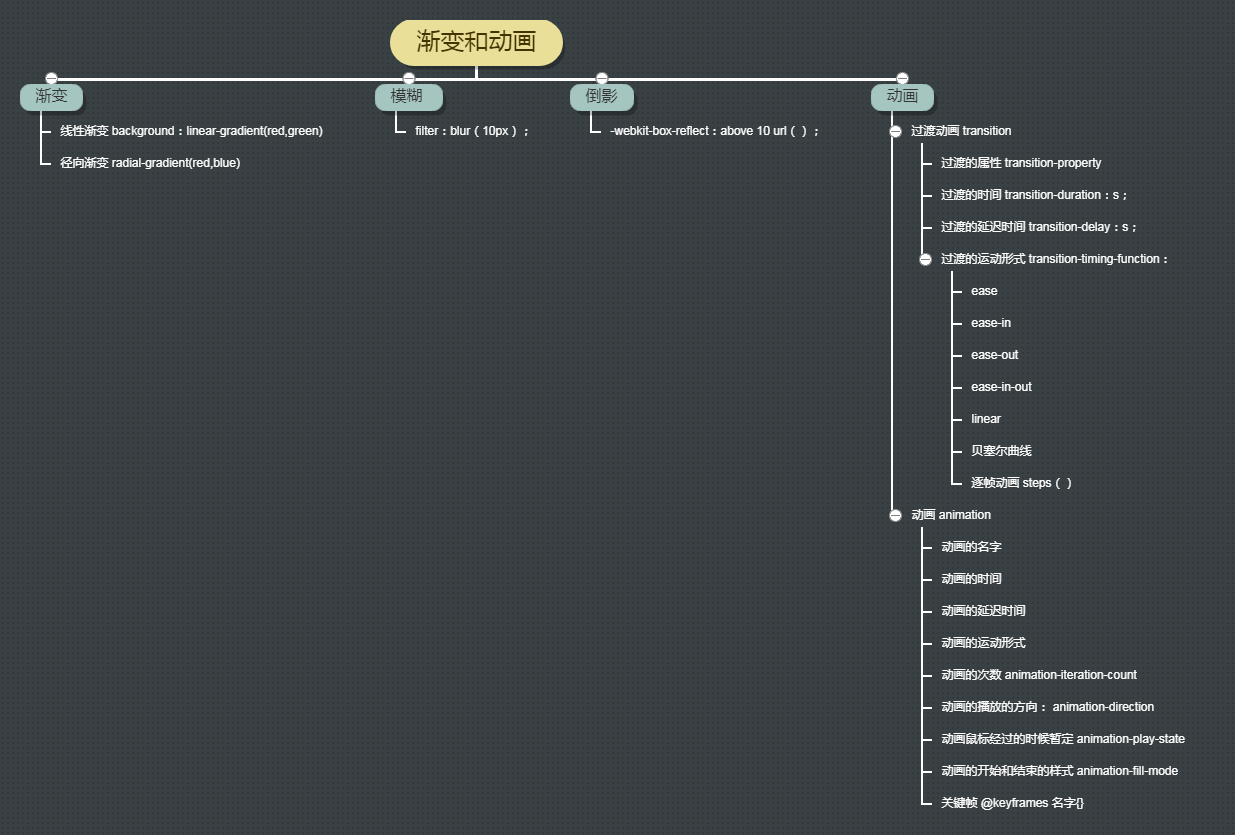 渐变和动画
渐变
线性渐变 background：linear-gradient(red,green)
径向渐变 radial-gradient(red,blue)
模糊
filter：blur（10px）；
倒影
-webkit-box-reflect：above 10 url（ ）；
动画
过渡动画 transition
过渡的属性 transition-property
过渡的时间 transition-duration：s；
过渡的延迟时间 transition-delay：s；
过渡的运动形式 transition-timing-function：
ease
ease-in
ease-out
ease-in-out
linear
贝塞尔曲线
逐帧动画 steps（ ）
动画 animation
动画的名字
动画的时间
动画的延迟时间
动画的运动形式
动画的次数 animation-iteration-count
动画的播放的方向： animation-direction
动画鼠标经过的时候暂定 animation-play-state
动画的开始和结束的样式 animation-fill-mode
关键帧 @keyframes 名字{}